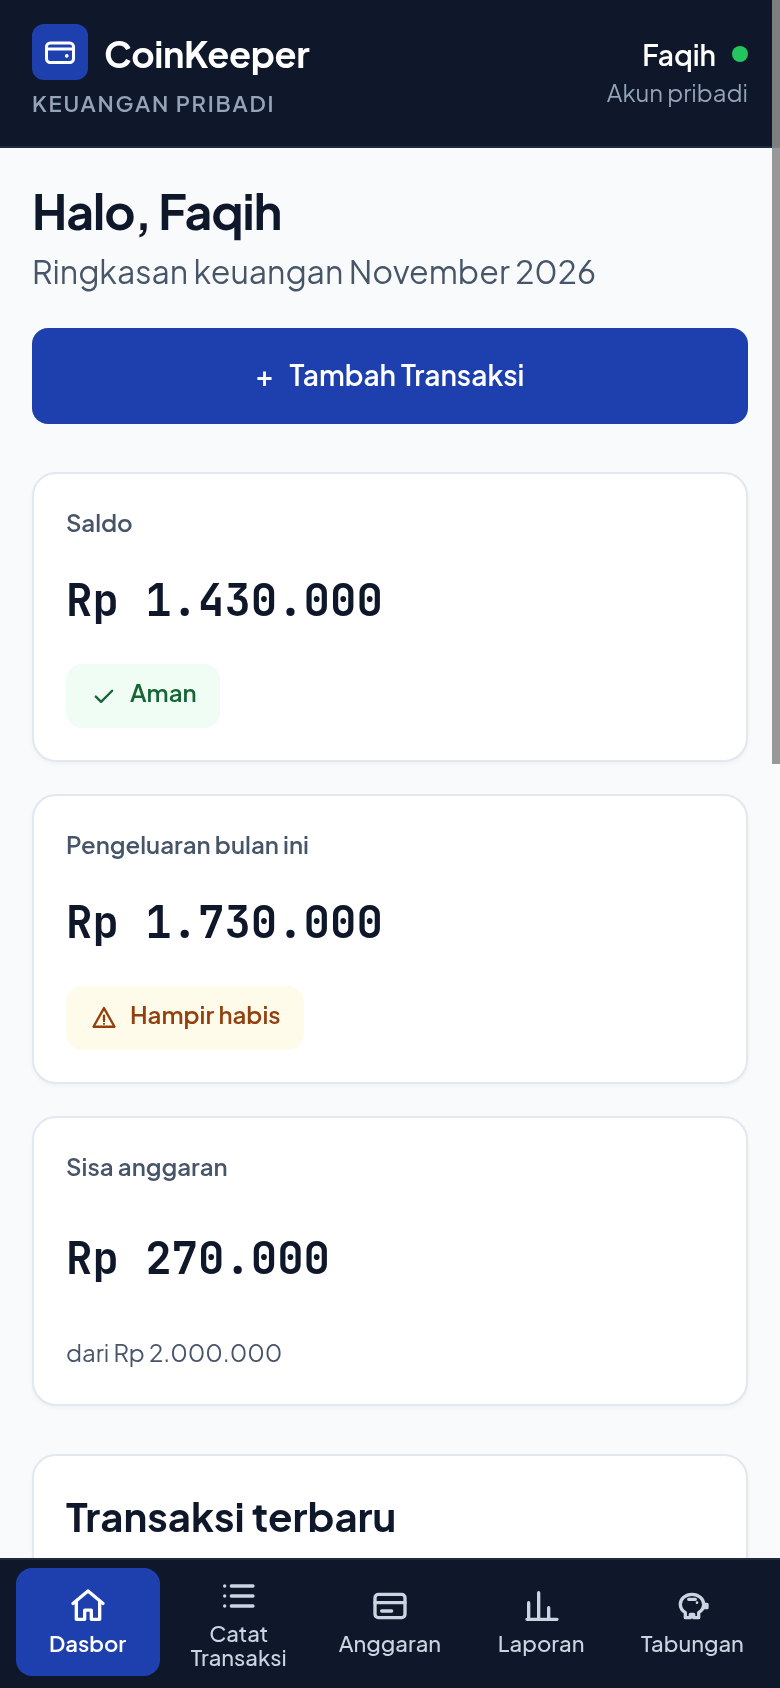 CoinKeeper
KEUANGAN PRIBADI
Faqih
Akun pribadi
Halo, Faqih
Ringkasan keuangan November 2026
+ Tambah Transaksi
Saldo
Rp 1.430.000
Aman
Pengeluaran bulan ini
Rp 1.730.000
Hampir habis
Sisa anggaran
Rp 270.000
dari Rp 2.000.000
Transaksi terbaru
Dasbor
Catat
Transaksi
Anggaran
Laporan
Tabungan